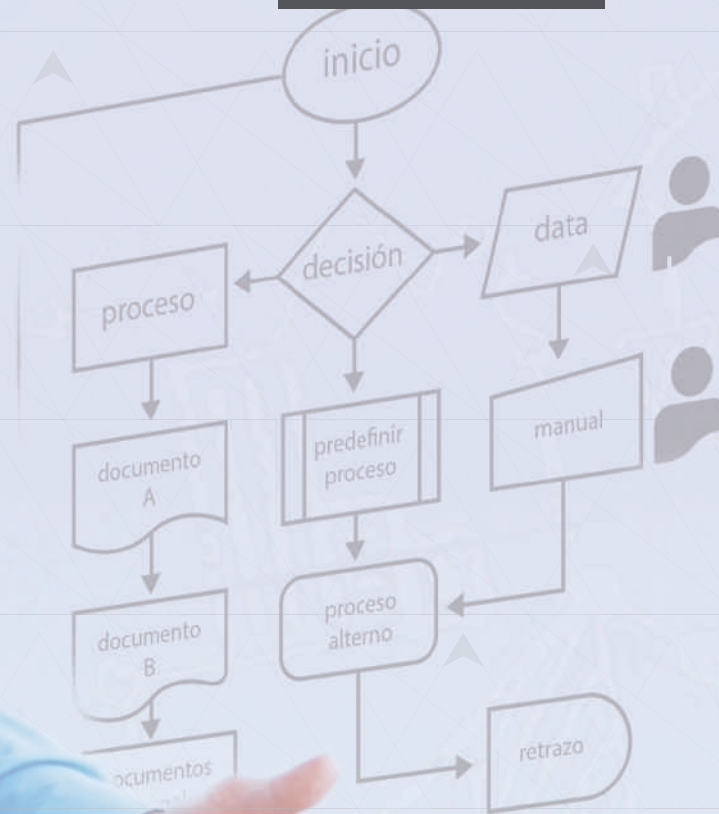 inicio
decisión
data
proceso
manual
predefinir
proceso
documento
A
proceso
alterno
documento
B
retrazo